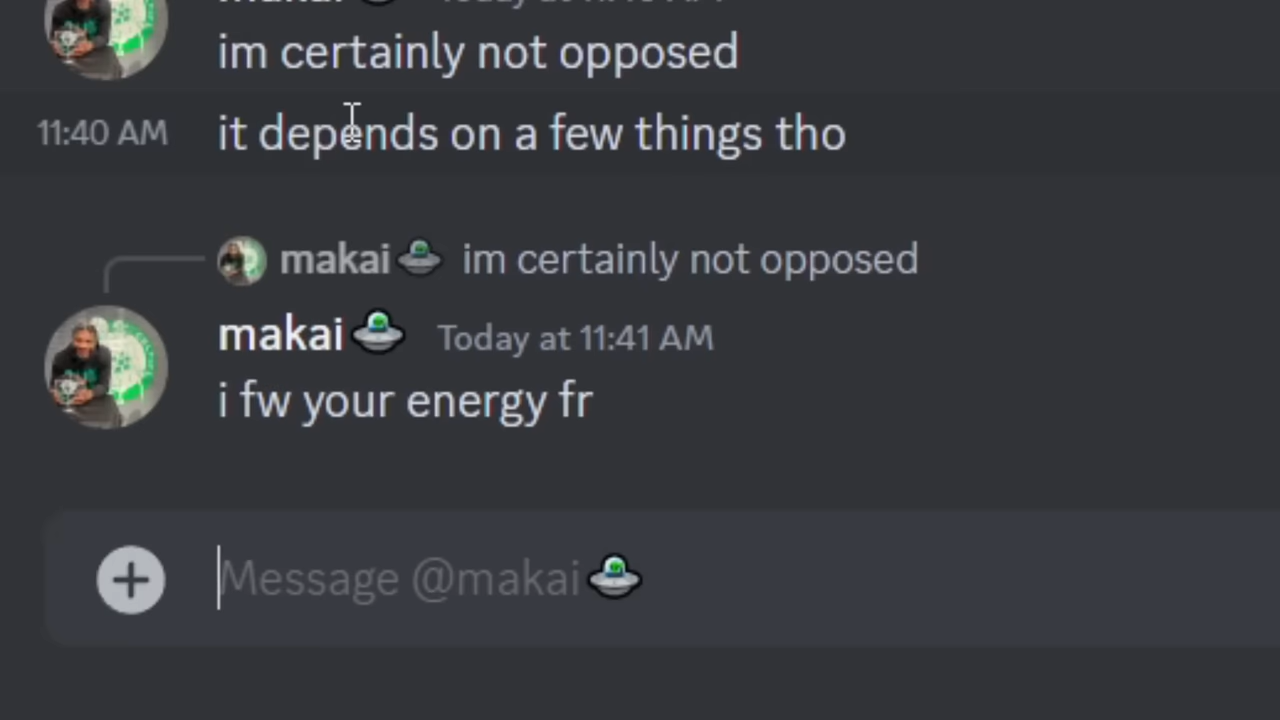 im certainly not opposed
11:40 AM it depends on a few things tho
makai🛸 im certainly not opposed
makai🛸 Today at 11:41 AM
i fw your energy fr
Message @makai🛸